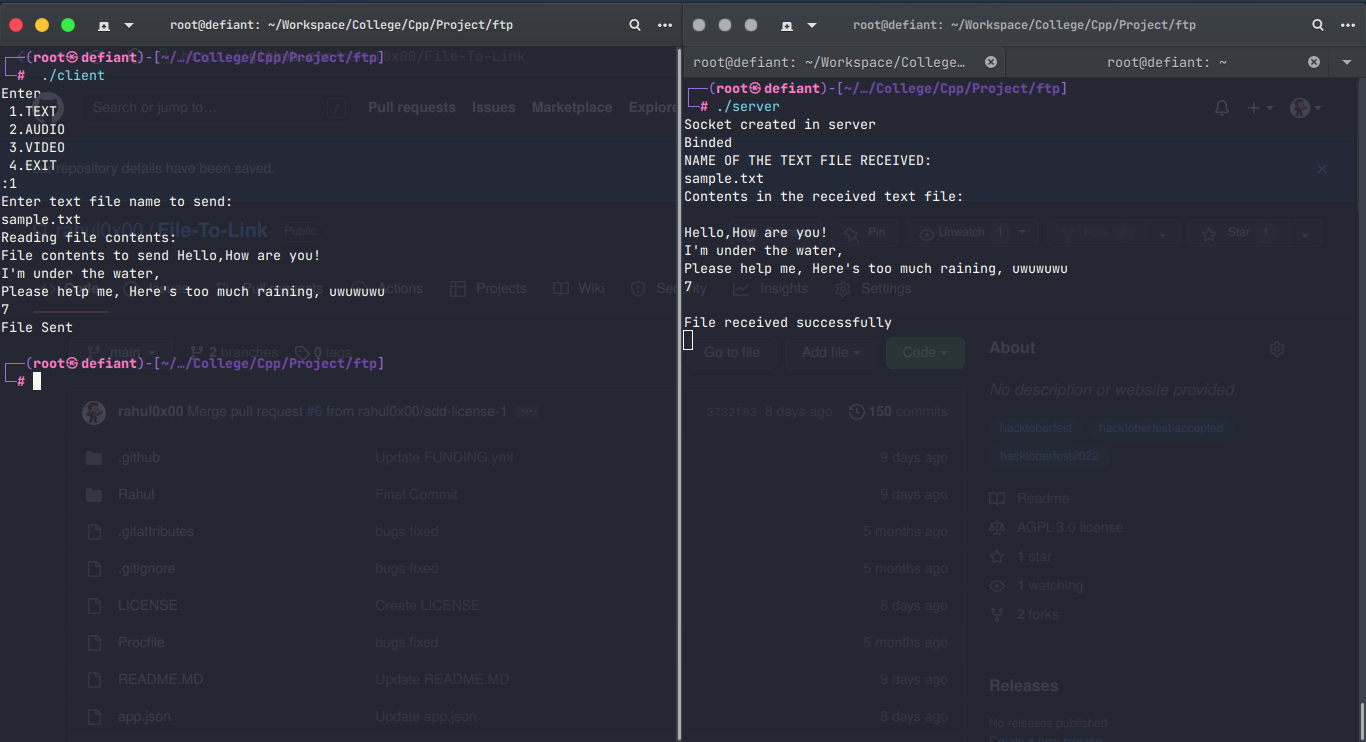 root@defiant: ~/Workspace/College/Cpp/Project/ftp
(root㉿defiant)-[~/…/College/Cpp/Project/ftp]
# ./client
Enter
1.TEXT
2.AUDIO
3.VIDEO
4.EXIT
:1
Enter text file name to send:
sample.txt
Reading file contents:
File contents to send Hello,How are you!
I'm under the water,
Please help me, Here's too much raining, uwuwuwu
7
File Sent
(root㉿defiant)-[~/…/College/Cpp/Project/ftp]
#
root@defiant: ~/Workspace/College/Cpp/Project/ftp
root@defiant: ~/Workspace/College…
root@defiant: ~
(root㉿defiant)-[~/…/College/Cpp/Project/ftp]
# ./server
Socket created in server
Binded
NAME OF THE TEXT FILE RECEIVED:
sample.txt
Contents in the received text file:
Hello,How are you!
I'm under the water,
Please help me, Here's too much raining, uwuwuwu
7
File received successfully
File-To-Link
Search or jump to…
/
Pull requests Issues Marketplace Explore
repository details have been saved.
rahul0x00 / File-To-Link Public
Pin
Unwatch 1
Star 1
Actions
Projects
Wiki
Insights
Settings
main
2 branches
0 tags
Go to file
Add file
Code
rahul0x00 Merge pull request #6 from rahul0x00/add-license-1
3732f83 8 days ago
150 commits
.github Update FUNDING.yml 9 days ago
Rahul Final Commit 9 days ago
.gitattributes bugs fixed 5 months ago
.gitignore bugs fixed 5 months ago
LICENSE Create LICENSE 8 days ago
Procfile bugs fixed 5 months ago
README.MD Update README.MD 9 days ago
app.json Update app.json 8 days ago
About
No description or website provided.
hacktoberfest
hacktoberfest-accepted
hacktoberfest2022
Readme
AGPL-3.0 license
1 star
1 watching
2 forks
Releases
No releases published
Create a new release